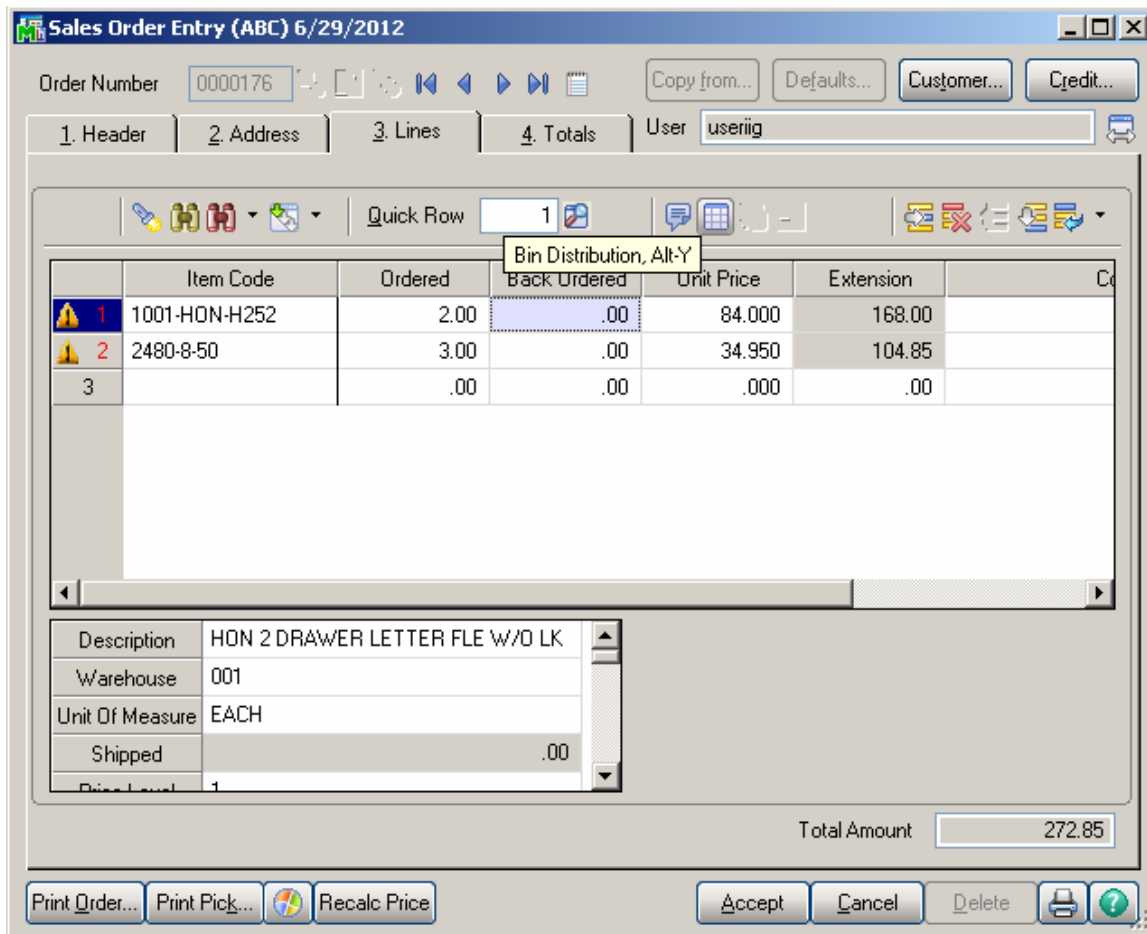 Sales Order Entry (ABC) 6/29/2012
Order Number 0000176 Copy from... Defaults... Customer... Credit...
1. Header 2. Address 3. Lines 4. Totals User useriig
Quick Row 1
Bin Distribution, Alt-Y
Item Code Ordered Back Ordered Unit Price Extension
1 1001-HON-H252 2.00 .00 84.000 168.00
2 2480-8-50 3.00 .00 34.950 104.85
3 .00 .00 .000 .00
Description HON 2 DRAWER LETTER FLE W/O LK
Warehouse 001
Unit Of Measure EACH
Shipped .00
Price Level 1
Total Amount 272.85
Print Order... Print Pick... Recalc Price Accept Cancel Delete